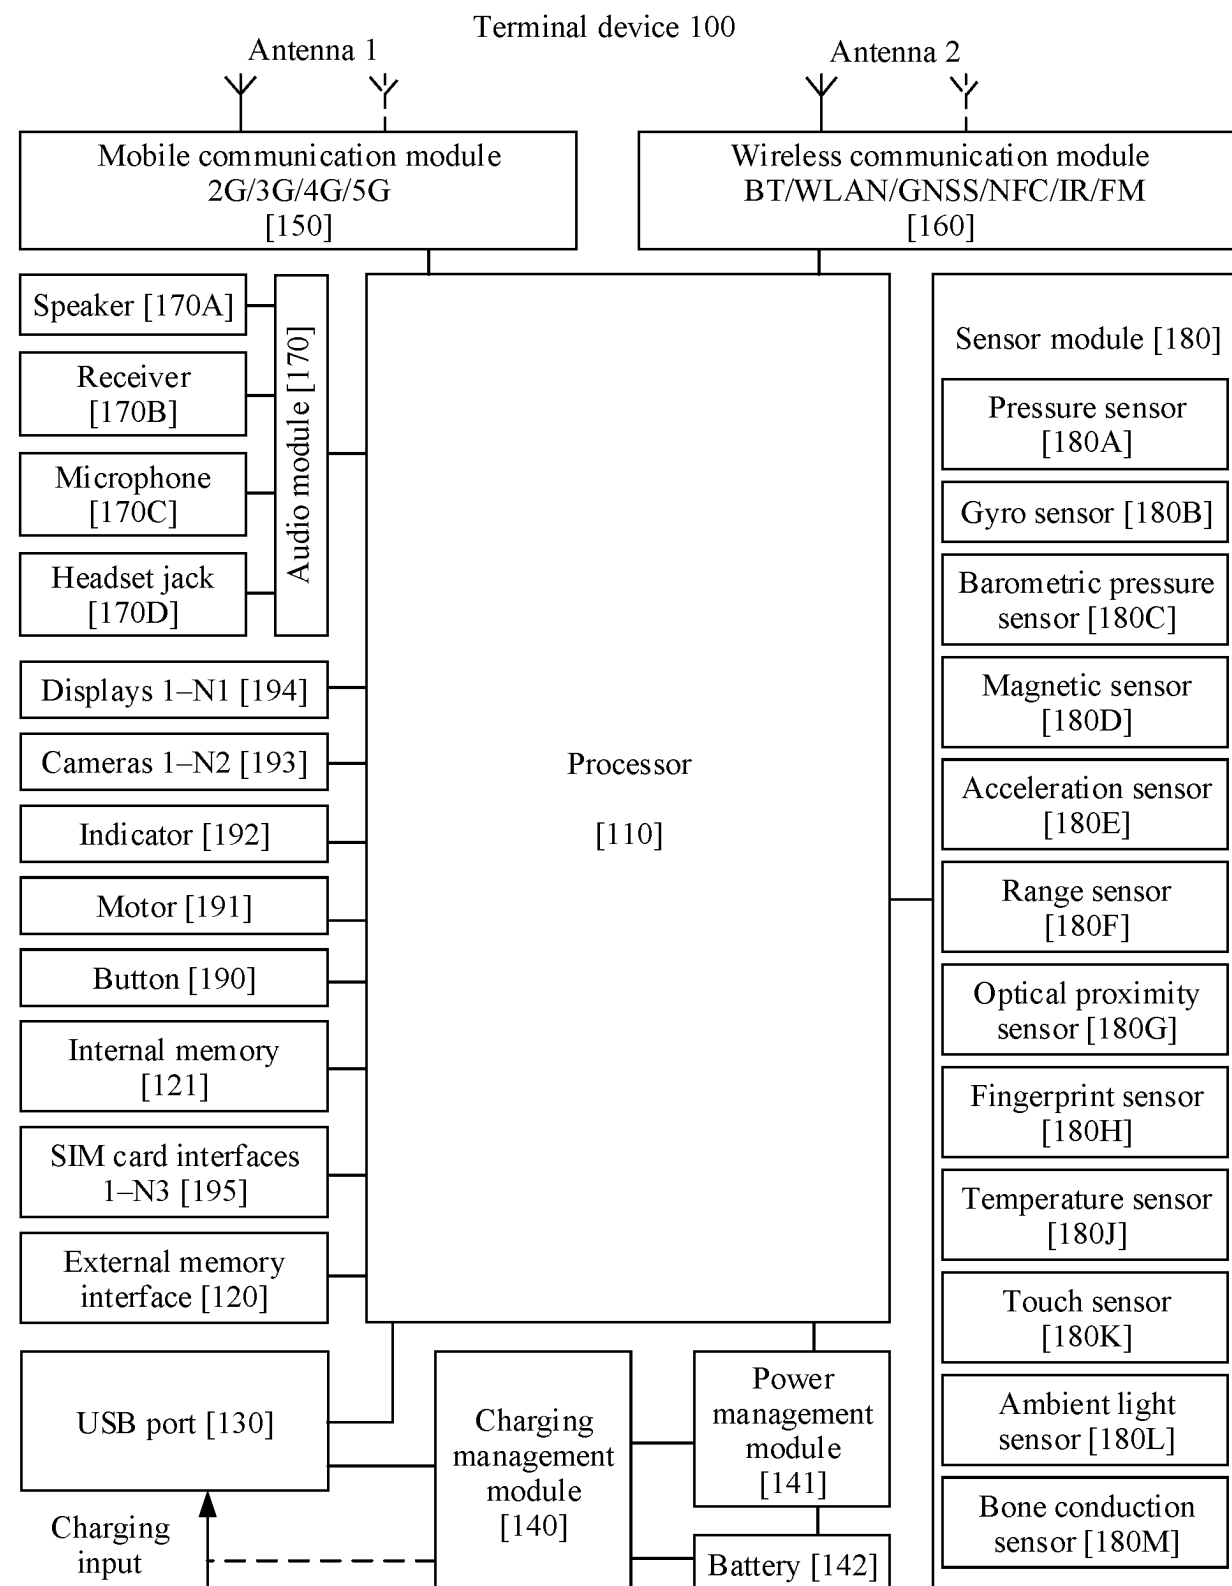 Terminal device 100
Antenna 1
Antenna 2
Mobile communication module
2G/3G/4G/5G
[150]
Wireless communication module
BT/WLAN/GNSS/NFC/IR/FM
[160]
Speaker [170A]
Receiver
[170B]
Microphone
[170C]
Headset jack
[170D]
Audio module [170]
Displays 1–N1 [194]
Cameras 1–N2 [193]
Indicator [192]
Motor [191]
Button [190]
Internal memory
[121]
SIM card interfaces
1–N3 [195]
External memory
interface [120]
Processor
[110]
Sensor module [180]
Pressure sensor
[180A]
Gyro sensor [180B]
Barometric pressure
sensor [180C]
Magnetic sensor
[180D]
Acceleration sensor
[180E]
Range sensor
[180F]
Optical proximity
sensor [180G]
Fingerprint sensor
[180H]
Temperature sensor
[180J]
Touch sensor
[180K]
Ambient light
sensor [180L]
Bone conduction
sensor [180M]
USB port [130]
Charging
management
module
[140]
Power
management
module
[141]
Battery [142]
Charging
input